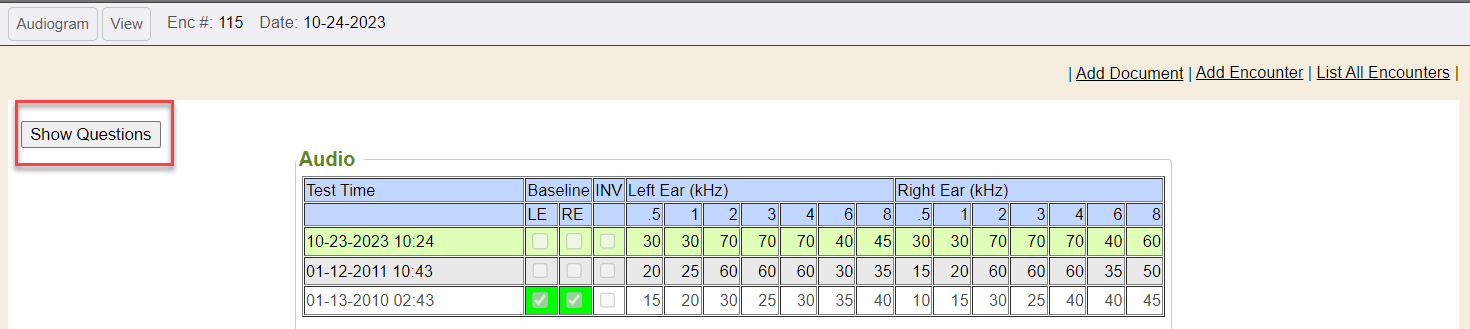 Audiogram View Enc #: 115 Date: 10-24-2023
| Add Document | Add Encounter | List All Encounters |
Show Questions
Audio
Test Time Baseline INV Left Ear (kHz) Right Ear (kHz)
LE RE .5 1 2 3 4 6 8 .5 1 2 3 4 6 8
10-23-2023 10:24 30 30 70 70 70 40 45 30 30 70 70 70 40 60
01-12-2011 10:43 20 25 60 60 60 30 35 15 20 60 60 60 35 50
01-13-2010 02:43 15 20 30 25 30 35 40 10 15 30 25 40 40 45